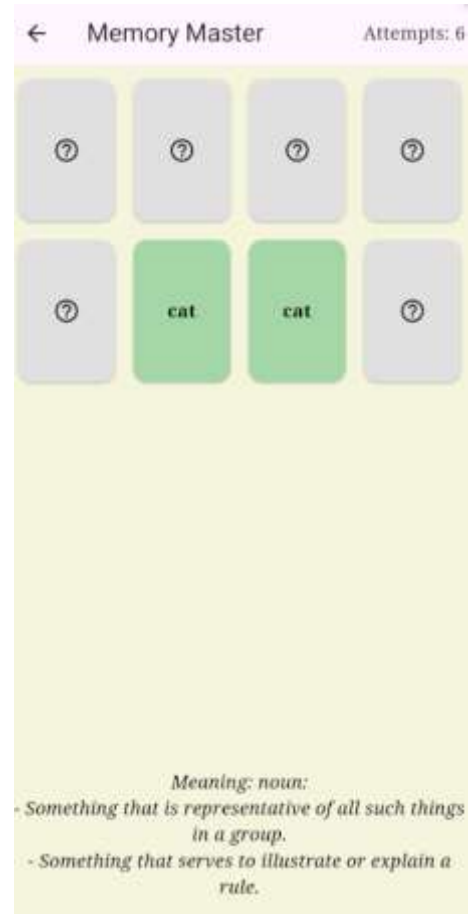 Memory Master
Attempts: 6
cat
cat
Meaning: noun:
- Something that is representative of all such things
in a group.
- Something that serves to illustrate or explain a
rule.